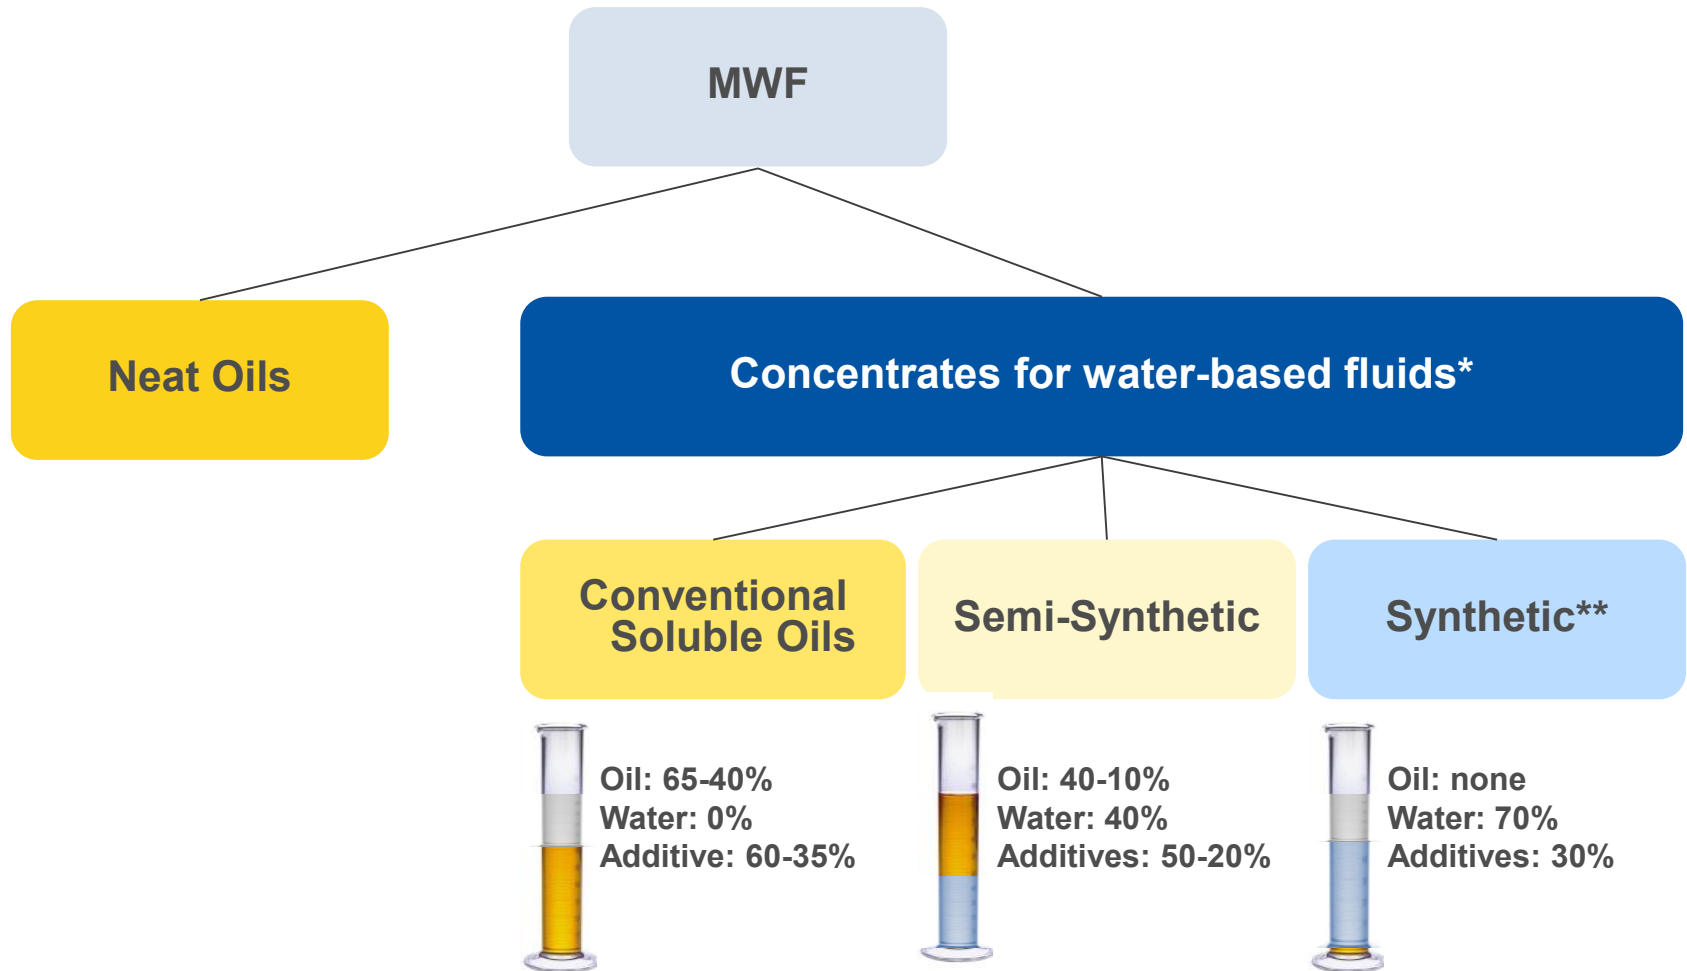 MWF
Neat Oils
Concentrates for water-based fluids*
Conventional
Soluble Oils
Semi-Synthetic
Synthetic**
Oil: 65-40%
Water: 0%
Additive: 60-35%
Oil: 40-10%
Water: 40%
Additives: 50-20%
Oil: none
Water: 70%
Additives: 30%